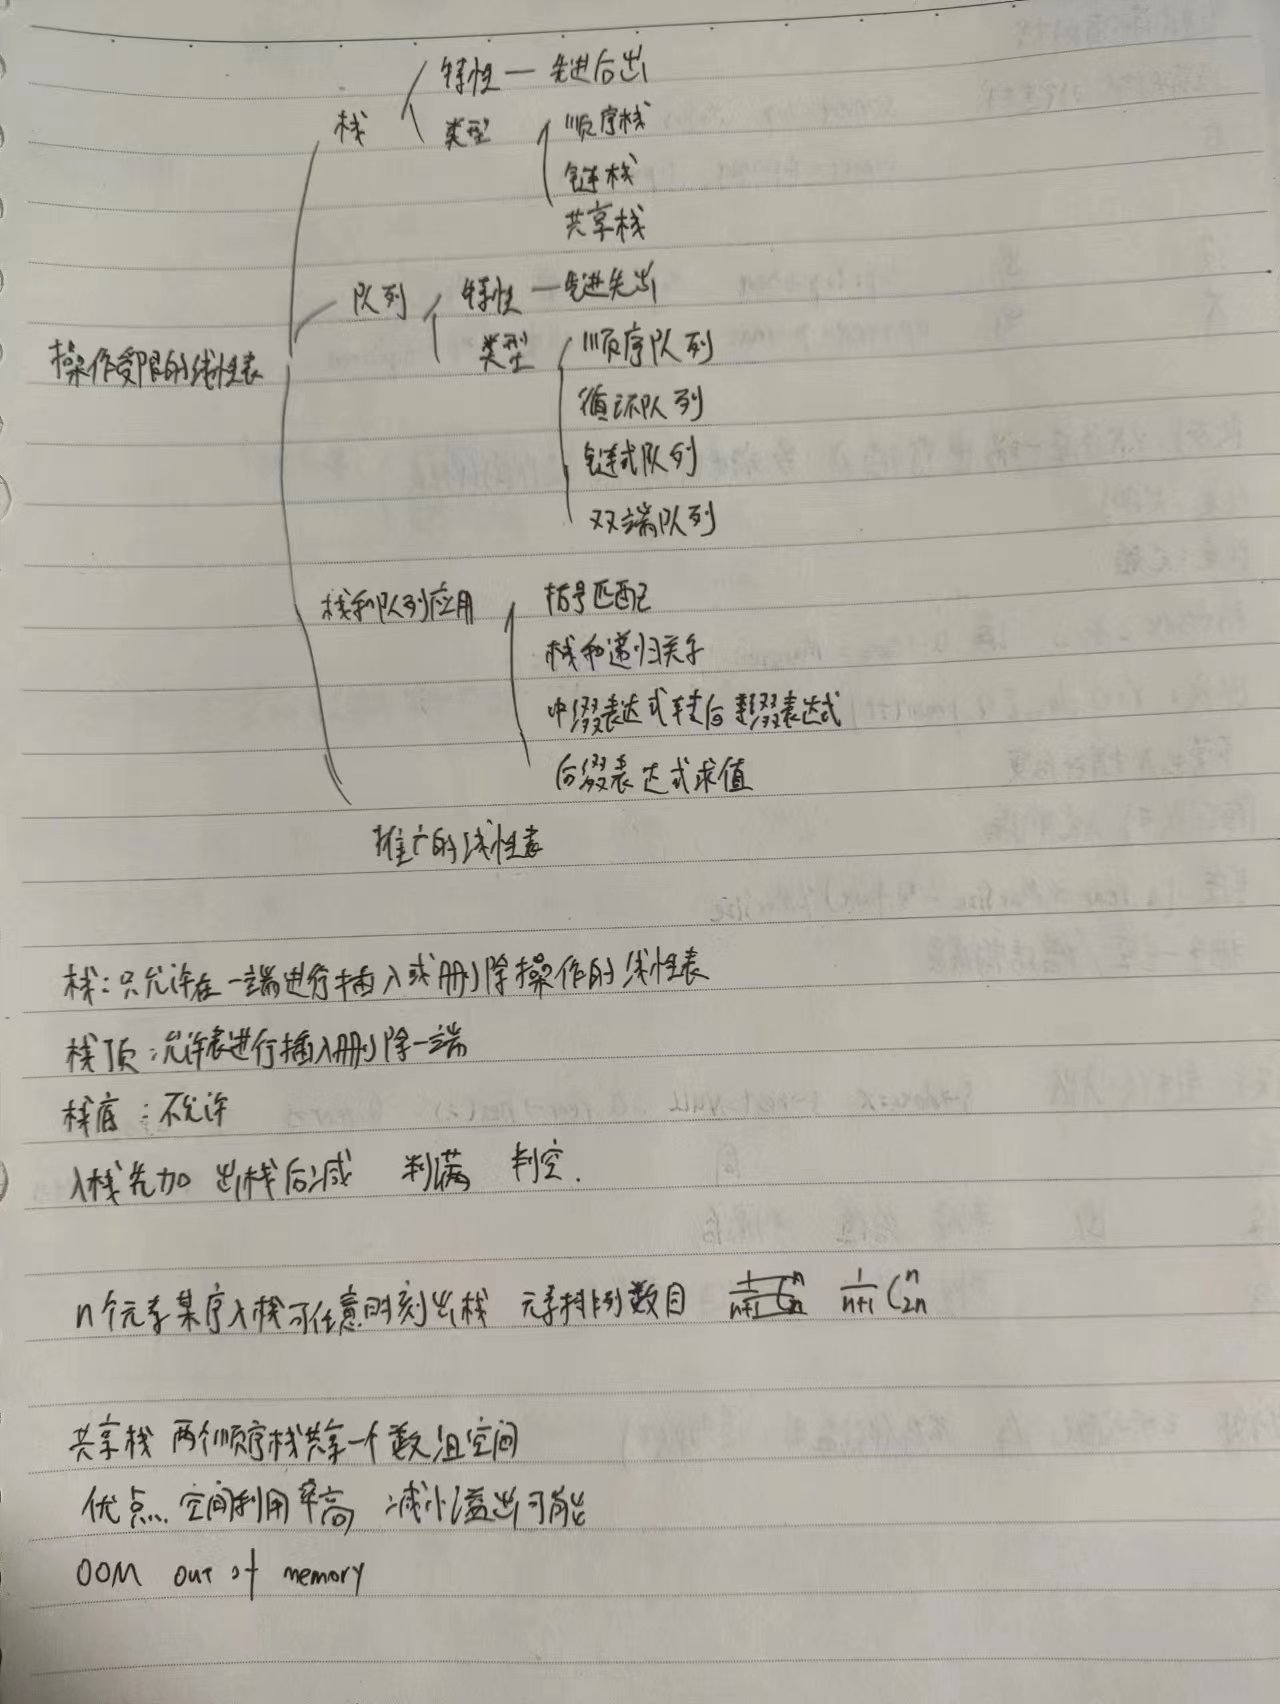 栈 特性 — 先进后出
类型 顺序栈
链栈
共享栈
队列 特性 — 先进先出
操作受限的线性表 类型 顺序队列
循环队列
链式队列
双端队列
栈和队列应用 括号匹配
栈和递归关系
中缀表达式转后缀表达式
后缀表达式求值
推广的线性表
栈:只允许在一端进行插入或删除操作的线性表
栈顶:允许进行插入删除一端
栈底:不允许
入栈先加 出栈后减 判满 判空.
n个元素某序入栈可任意时刻出栈 元素排列数目 1/(n+1) C_{2n}^{n}
共享栈 两个顺序栈共享一个数组空间
优点 空间利用率高 减小溢出可能
OOM out of memory